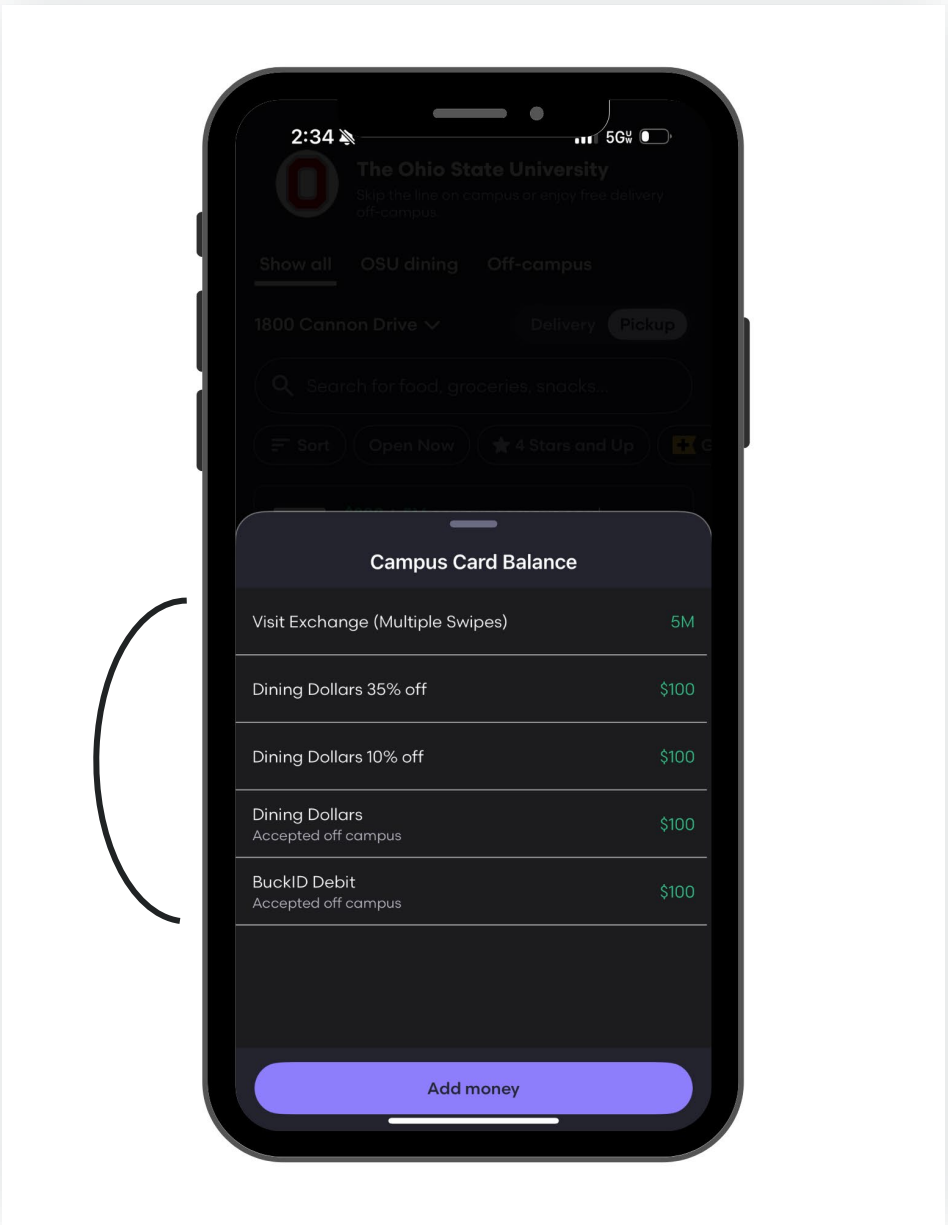 2:34 5GUW
The Ohio State University
Skip the line on campus or enjoy free delivery
off-campus.
Show all OSU dining Off-campus
1800 Cannon Drive Delivery Pickup
Search for food, groceries, snacks...
Sort Open Now 4 Stars and Up G
Campus Card Balance
Visit Exchange (Multiple Swipes) 5M
Dining Dollars 35% off $100
Dining Dollars 10% off $100
Dining Dollars $100
Accepted off campus
BuckID Debit $100
Accepted off campus
Add money